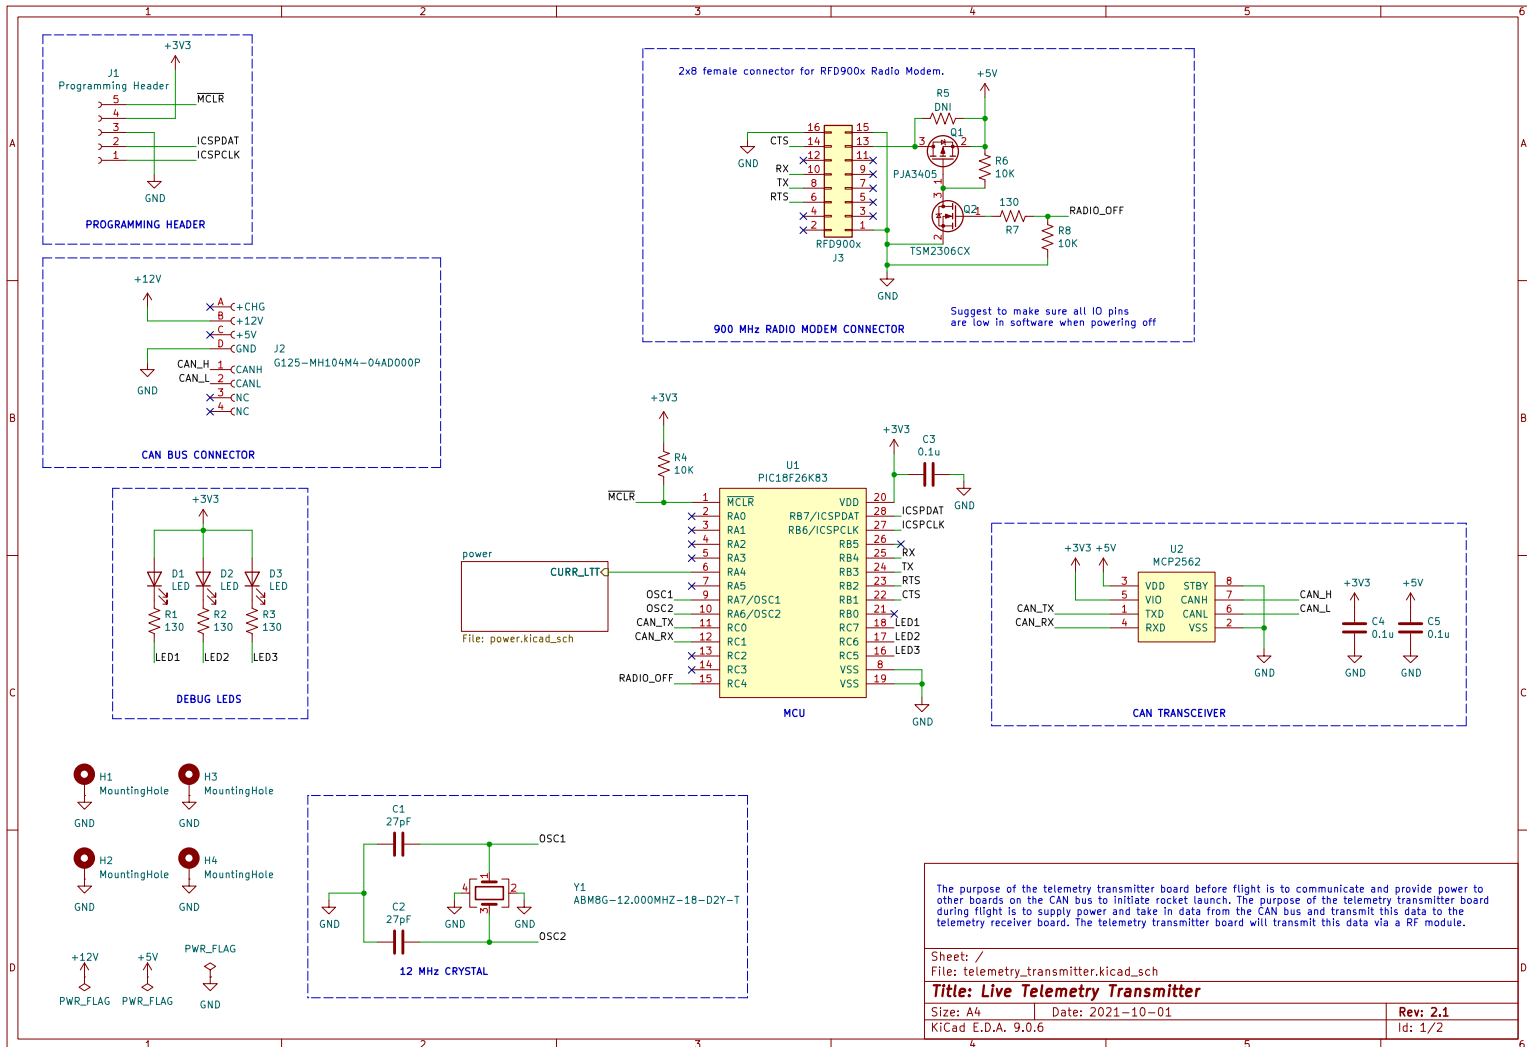 1 2 3 4 5 6
A
B
C
D
+3V3
J1
Programming Header
5
4
3
2
1
MCLR
ICSPDAT
ICSPCLK
GND
PROGRAMMING HEADER
2x8 female connector for RFD900x Radio Modem.
+5V
R5
DNI
Q1
3
2
1
PJA3405
R6
10K
GND
CTS
RX
TX
RTS
16 15
14 13
12 11
10 9
8 7
6 5
4 3
2 1
RFD900x
J3
3
Q2
1
2
TSM2306CX
130
R7
RADIO_OFF
R8
10K
GND
Suggest to make sure all IO pins
are low in software when powering off
900 MHz RADIO MODEM CONNECTOR
+12V
A +CHG
B +12V
C +5V
D GND
CAN_H 1 CANH
CAN_L 2 CANL
3 NC
4 NC
J2
G125-MH104M4-04AD000P
GND
CAN BUS CONNECTOR
+3V3
D1
LED
D2
LED
D3
LED
R1
130
R2
130
R3
130
LED1 LED2 LED3
DEBUG LEDS
power
CURR_LTT
File: power.kicad_sch
+3V3
R4
10K
MCLR
U1
PIC18F26K83
1 MCLR
2 RA0
3 RA1
4 RA2
5 RA3
6 RA4
7 RA5
OSC1 9 RA7/OSC1
OSC2 10 RA6/OSC2
CAN_TX 11 RC0
CAN_RX 12 RC1
13 RC2
14 RC3
RADIO_OFF 15 RC4
VDD 20
RB7/ICSPDAT 28 ICSPDAT
RB6/ICSPCLK 27 ICSPCLK
RB5 26
RB4 25 RX
RB3 24 TX
RB2 23 RTS
RB1 22 CTS
RB0 21
RC7 18 LED1
RC6 17 LED2
RC5 16 LED3
VSS 8
VSS 19
+3V3
C3
0.1u
GND
GND
MCU
+3V3 +5V
U2
MCP2562
3 VDD
5 VIO
CAN_TX 1 TXD
CAN_RX 4 RXD
STBY 8
CANH 7 CAN_H
CANL 6 CAN_L
VSS 2
GND
+3V3
C4
0.1u
GND
+5V
C5
0.1u
GND
CAN TRANSCEIVER
H1
MountingHole
GND
H3
MountingHole
GND
H2
MountingHole
GND
H4
MountingHole
GND
+12V
PWR_FLAG
+5V
PWR_FLAG
PWR_FLAG
GND
C1
27pF
OSC1
GND
1
4 2
3
GND
GND
Y1
ABM8G-12.000MHZ-18-D2Y-T
C2
27pF
OSC2
12 MHz CRYSTAL
The purpose of the telemetry transmitter board before flight is to communicate and provide power to
other boards on the CAN bus to initiate rocket launch. The purpose of the telemetry transmitter board
during flight is to supply power and take in data from the CAN bus and transmit this data to the
telemetry receiver board. The telemetry transmitter board will transmit this data via a RF module.
Sheet: /
File: telemetry_transmitter.kicad_sch
Title: Live Telemetry Transmitter
Size: A4 Date: 2021-10-01 Rev: 2.1
KiCad E.D.A. 9.0.6 Id: 1/2
A
B
C
D
1 2 3 4 5 6